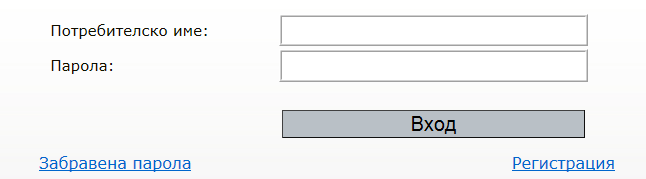 Потребителско име:
Парола:
Вход
Забравена парола Регистрация